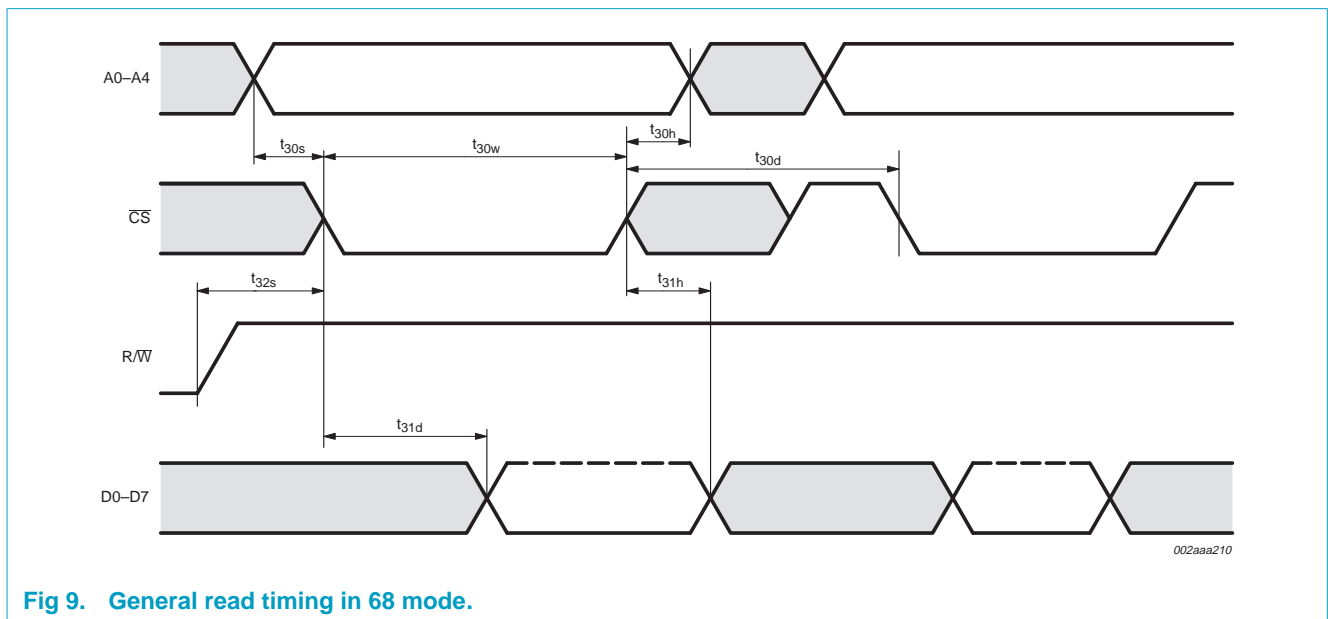 A0–A4
t30h
t30s
t30w
t30d
C̅S̅
t32s
t31h
R/W̅
t31d
D0–D7
002aaa210
Fig 9. General read timing in 68 mode.